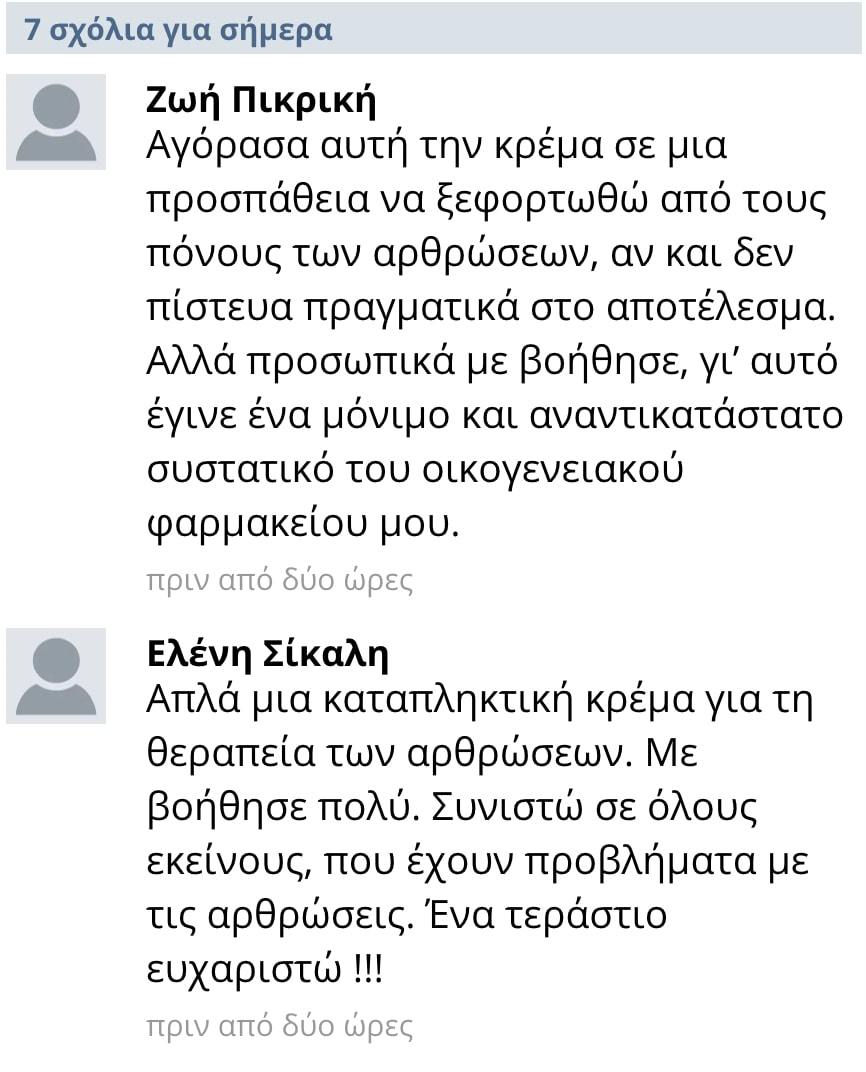 7 σχόλια για σήμερα
Ζωή Πικρική
Αγόρασα αυτή την κρέμα σε μια
προσπάθεια να ξεφορτωθώ από τους
πόνους των αρθρώσεων, αν και δεν
πίστευα πραγματικά στο αποτέλεσμα.
Αλλά προσωπικά με βοήθησε, γι’ αυτό
έγινε ένα μόνιμο και αναντικατάστατο
συστατικό του οικογενειακού
φαρμακείου μου.
πριν από δύο ώρες
Ελένη Σίκαλη
Απλά μια καταπληκτική κρέμα για τη
θεραπεία των αρθρώσεων. Με
βοήθησε πολύ. Συνιστώ σε όλους
εκείνους, που έχουν προβλήματα με
τις αρθρώσεις. Ένα τεράστιο
ευχαριστώ !!!
πριν από δύο ώρες